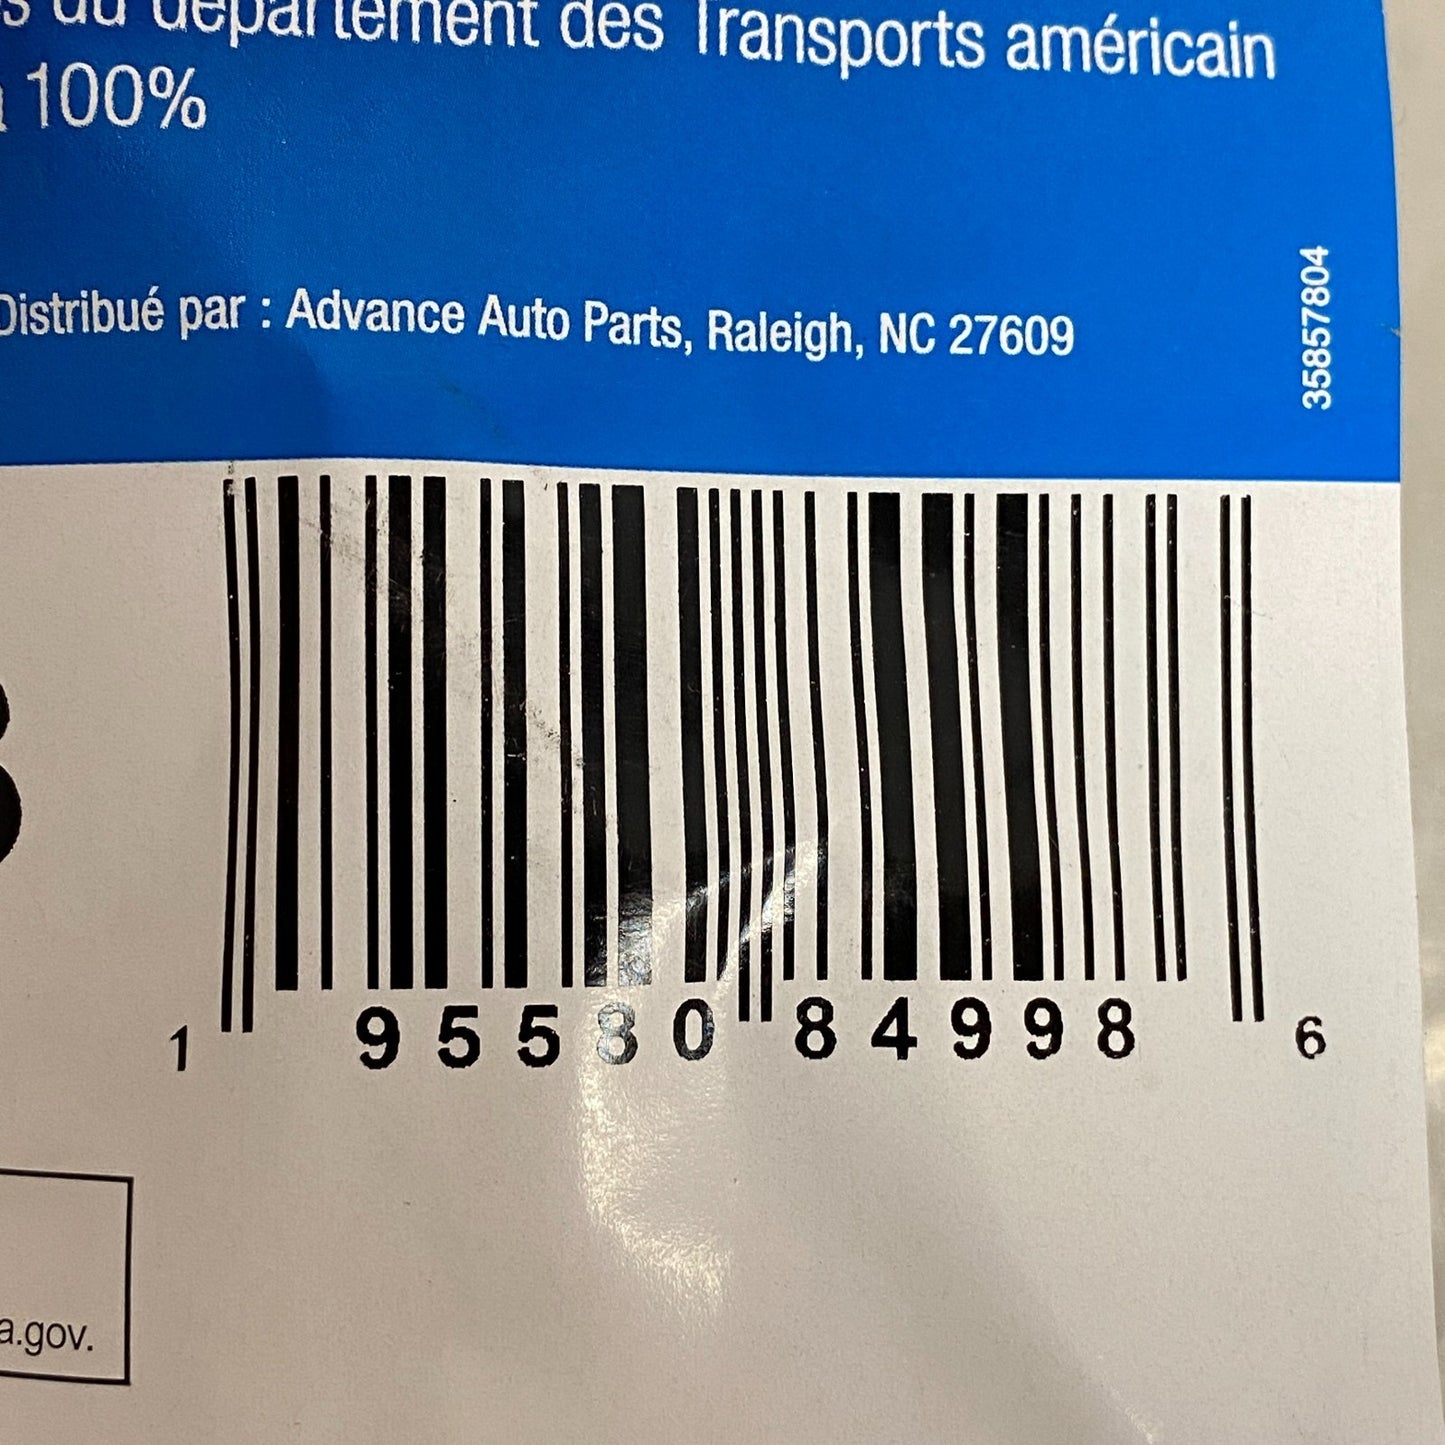 du département des Transports américain
100%
Distribué par : Advance Auto Parts, Raleigh, NC 27609
35857804
1 95580 84998 6
a.gov.